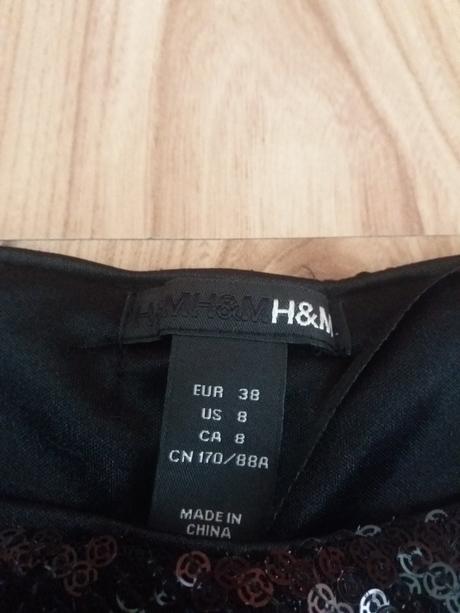 H&MH&MH&M
EUR 38
US 8
CA 8
CN 170/88A
MADE IN
CHINA